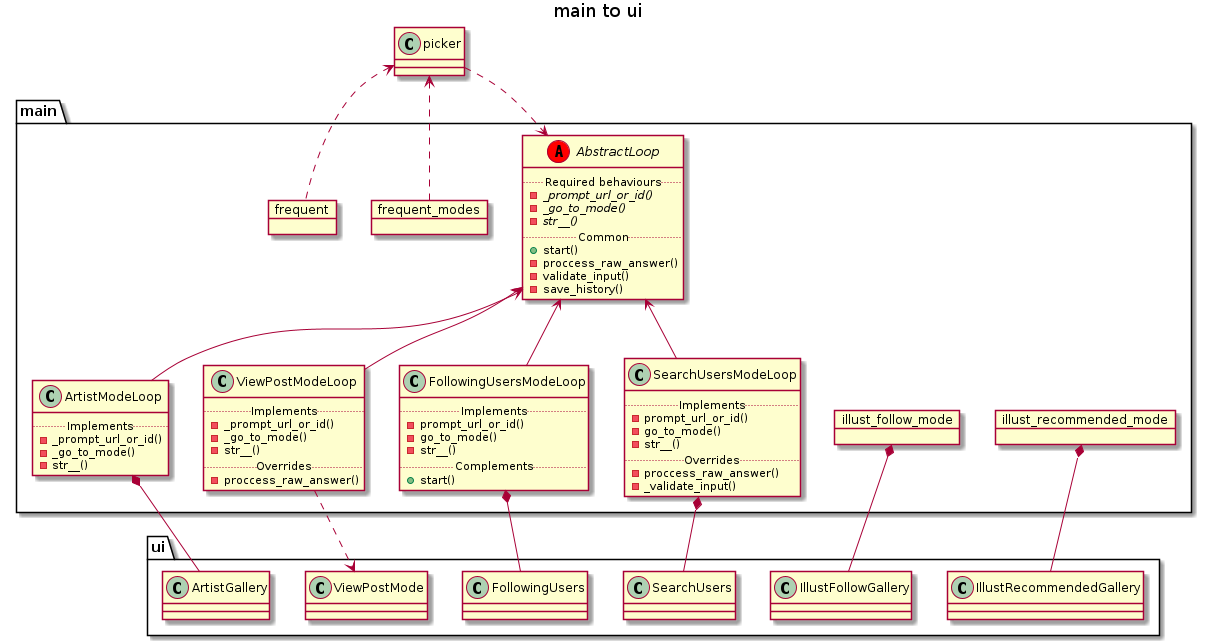 main to ui
C picker
main
A AbstractLoop
Required behaviours
_prompt_url_or_id()
_go_to_mode()
str__()
Common
start()
proccess_raw_answer()
validate_input()
save_history()
frequent
frequent_modes
C ArtistModeLoop
Implements
_prompt_url_or_id()
_go_to_mode()
str__()
C ViewPostModeLoop
Implements
_prompt_url_or_id()
_go_to_mode()
str__()
Overrides
proccess_raw_answer()
C FollowingUsersModeLoop
Implements
prompt_url_or_id()
go_to_mode()
str__()
Complements
start()
C SearchUsersModeLoop
Implements
prompt_url_or_id()
go_to_mode()
str__()
Overrides
proccess_raw_answer()
_validate_input()
illust_follow_mode
illust_recommended_mode
ui
C ArtistGallery
C ViewPostMode
C FollowingUsers
C SearchUsers
C IllustFollowGallery
C IllustRecommendedGallery